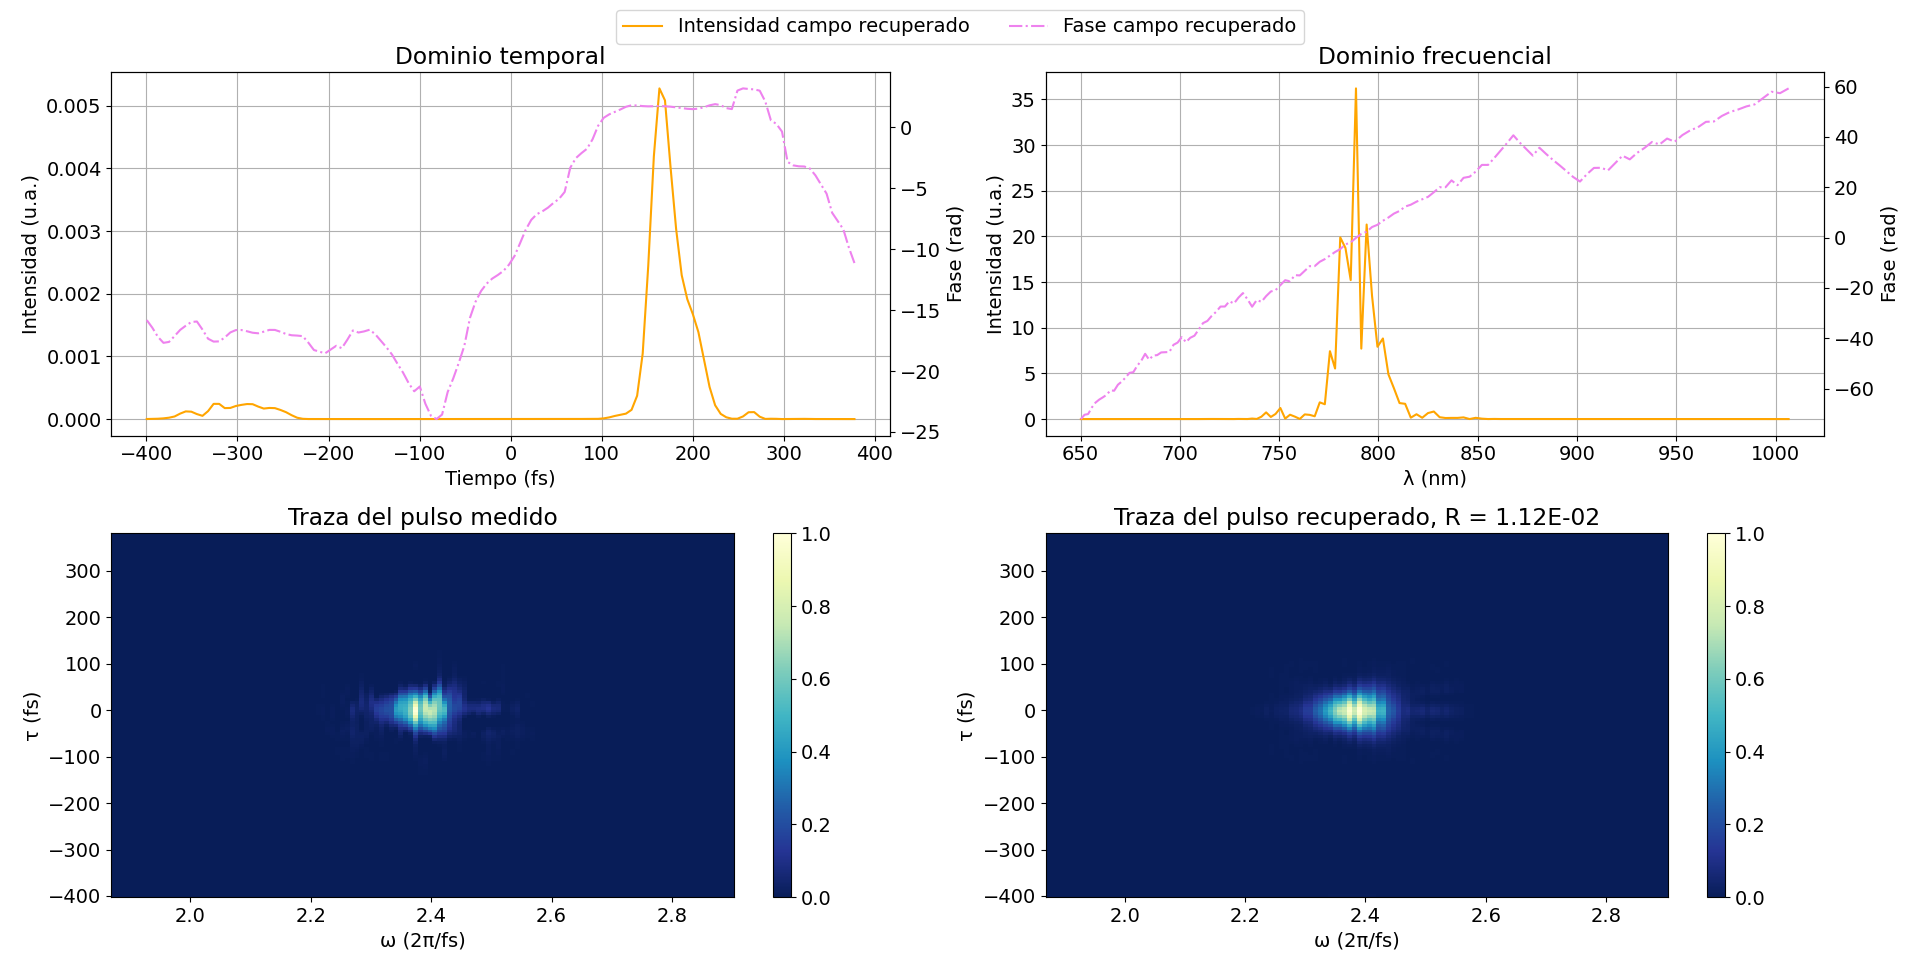 Intensidad campo recuperado
Fase campo recuperado
Dominio temporal
Intensidad (u.a.)
0.005
0.004
0.003
0.002
0.001
0.000
0
−5
−10
−15
−20
−25
Fase (rad)
−400 −300 −200 −100 0 100 200 300 400
Tiempo (fs)
Dominio frecuencial
Intensidad (u.a.)
35
30
25
20
15
10
5
0
60
40
20
0
−20
−40
−60
Fase (rad)
650 700 750 800 850 900 950 1000
λ (nm)
Traza del pulso medido
τ (fs)
300
200
100
0
−100
−200
−300
−400
2.0 2.2 2.4 2.6 2.8
ω (2π/fs)
1.0
0.8
0.6
0.4
0.2
0.0
Traza del pulso recuperado, R = 1.12E-02
τ (fs)
300
200
100
0
−100
−200
−300
−400
2.0 2.2 2.4 2.6 2.8
ω (2π/fs)
1.0
0.8
0.6
0.4
0.2
0.0